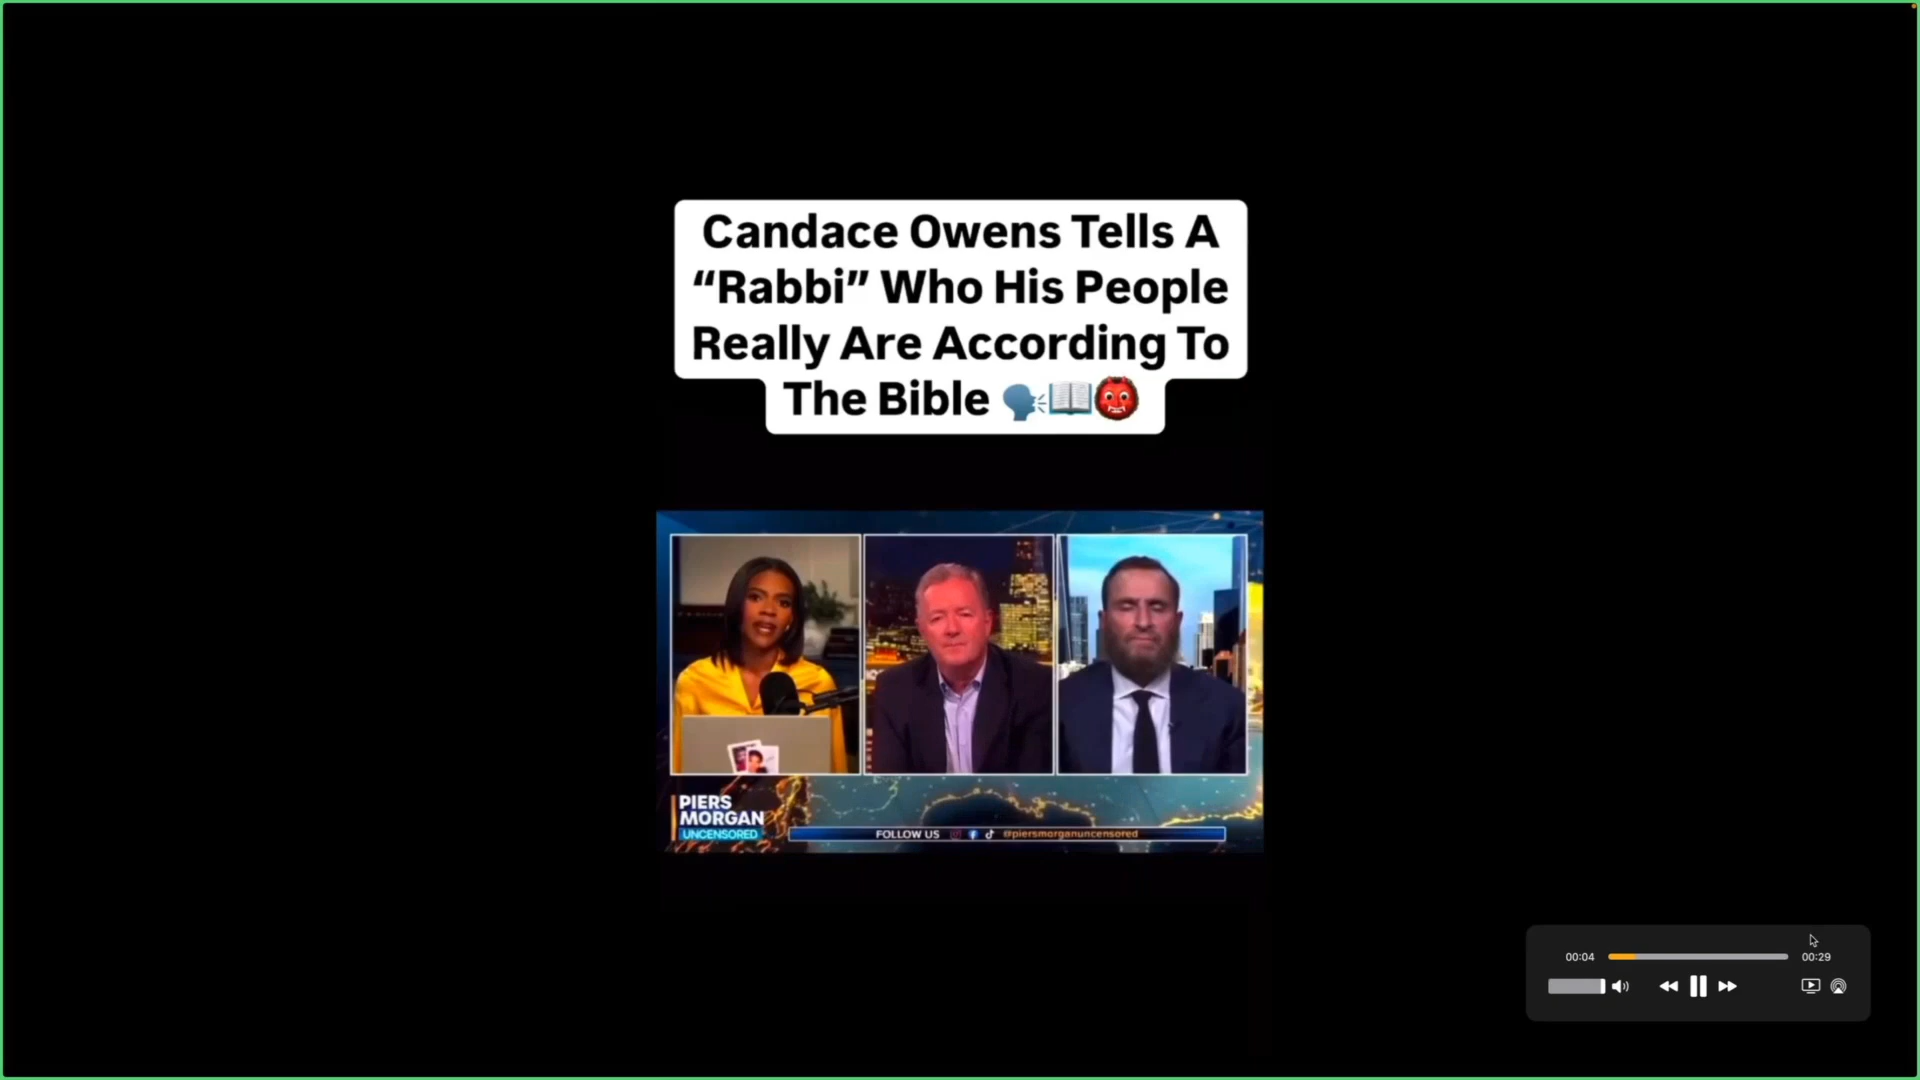 Candace Owens Tells A
“Rabbi” Who His People
Really Are According To
The Bible 🗣️📖👹
PIERS
MORGAN
UNCENSORED
FOLLOW US @piersmorganuncensored
00:04
00:29